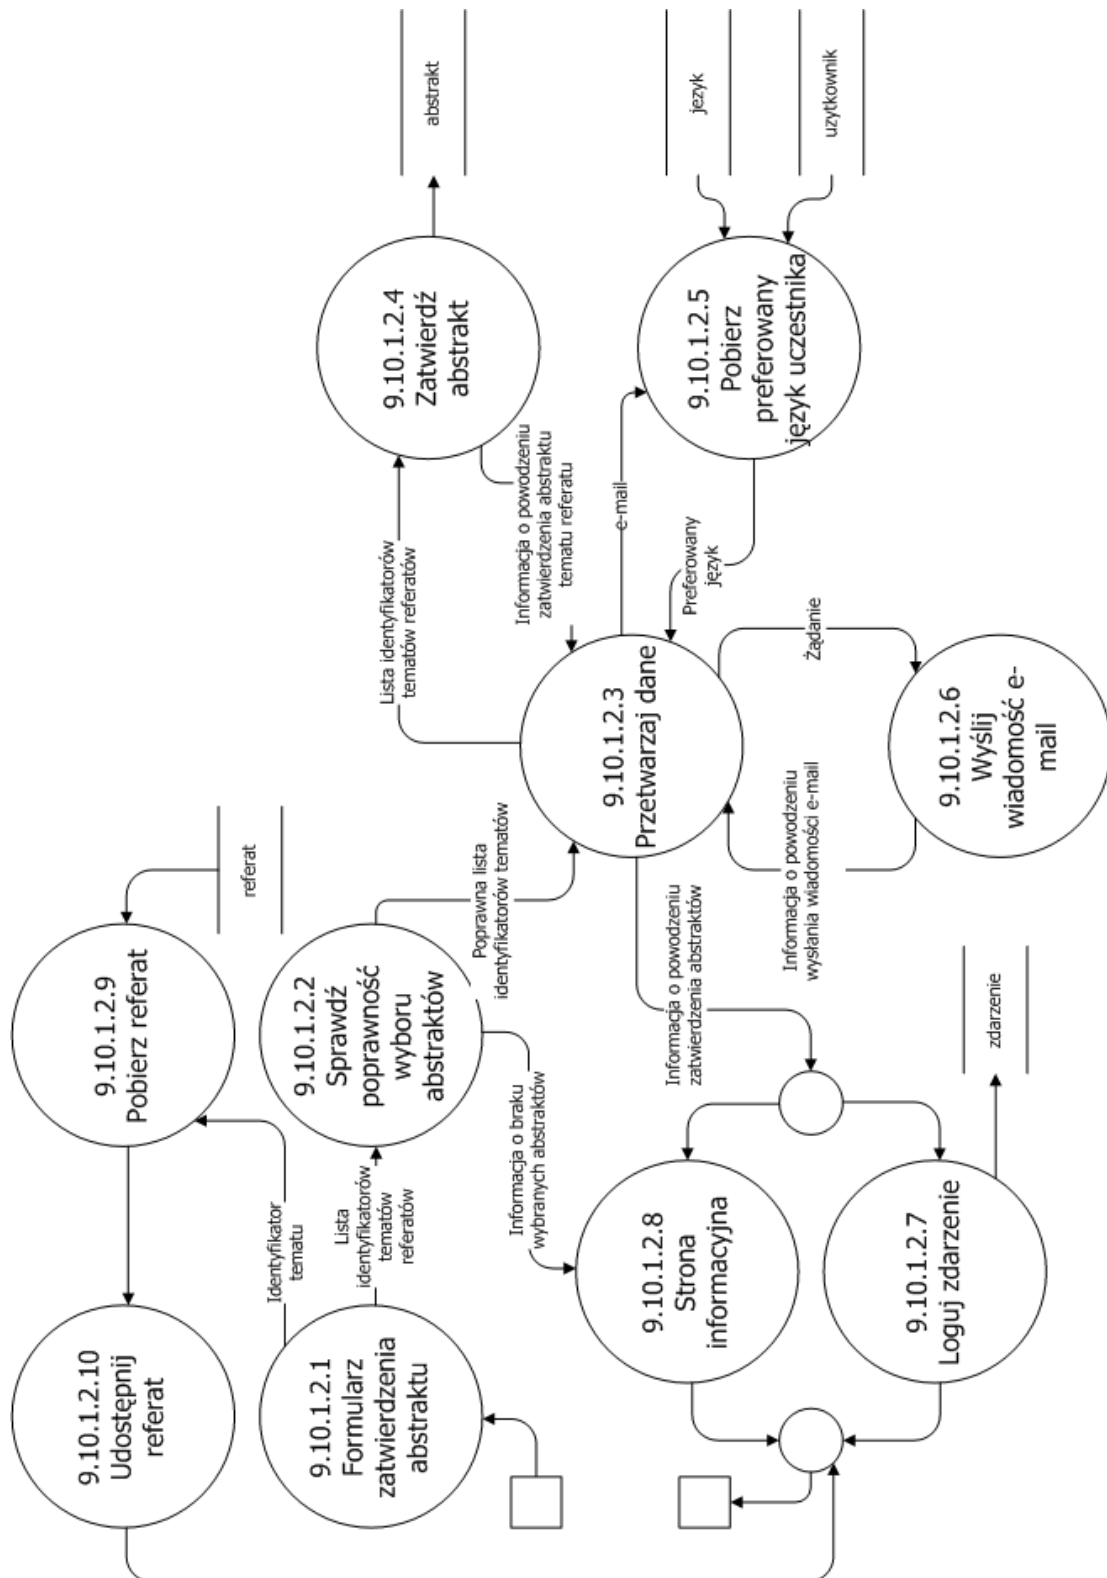 9.10.1.2.10
Udostępnij
referat
9.10.1.2.9
Pobierz referat
referat
9.10.1.2.1
Formularz
zatwierdzenia
abstraktu
Identyfikator
tematu
Lista
identyfikatorów
tematów
referatów
9.10.1.2.2
Sprawdź
poprawność
wyboru
abstraktów
Poprawna lista
identyfikatorów tematów
Informacja o braku
wybranych abstraktów
Lista identyfikatorów
tematów referatów
9.10.1.2.4
Zatwierdź
abstrakt
abstrakt
Informacja o powodzeniu
zatwierdzenia abstraktu
tematu referatu
9.10.1.2.3
Przetwarzaj dane
e-mail
Preferowany
język
9.10.1.2.5
Pobierz
preferowany
język uczestnika
jezyk
uzytkownik
9.10.1.2.8
Strona
informacyjna
Informacja o powodzeniu
zatwierdzenia abstraktów
Informacja o powodzeniu
wysłania wiadomości e-mail
Żądanie
9.10.1.2.6
Wyślij
wiadomość e-
mail
9.10.1.2.7
Loguj zdarzenie
zdarzenie